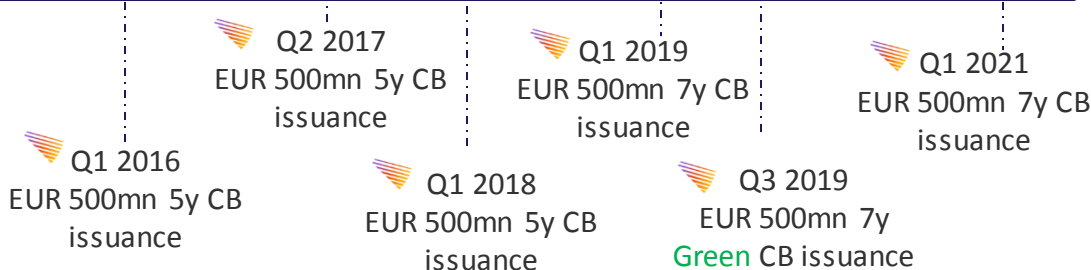 Q1 2016
EUR 500mn 5y CB
issuance
Q2 2017
EUR 500mn 5y CB
issuance
Q1 2018
EUR 500mn 5y CB
issuance
Q1 2019
EUR 500mn 7y CB
issuance
Q3 2019
EUR 500mn 7y
Green CB issuance
Q1 2021
EUR 500mn 7y CB
issuance